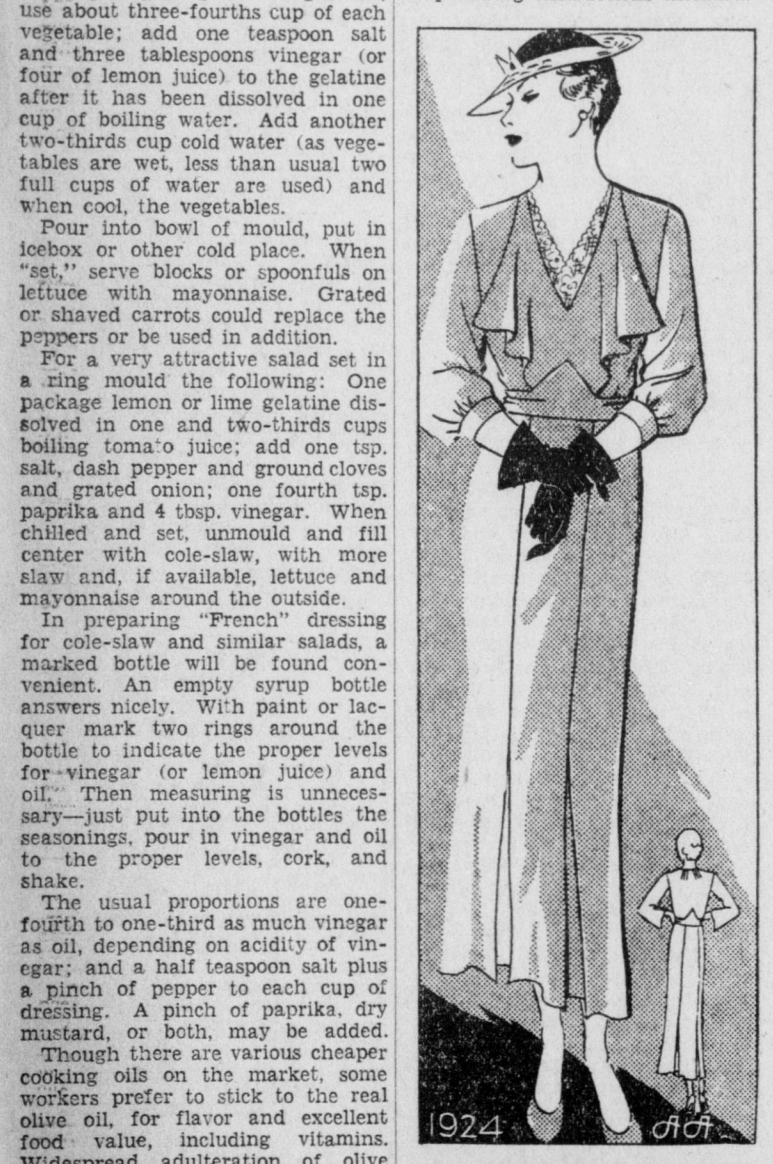 use about three-fourths cup of each
vegetable; add one teaspoon salt
and three tablespoons vinegar (or
four of lemon juice) to the gelatine
after it has been dissolved in one
cup of boiling water. Add another
two-thirds cup cold water (as vege-
tables are wet, less than usual two
full cups of water are used) and
when cool, the vegetables.
Pour into bowl of mould, put in
icebox or other cold place. When
"set," serve blocks or spoonfuls on
lettuce with mayonnaise. Grated
or shaved carrots could replace the
peppers or be used in addition.
For a very attractive salad set in
a ring mould the following: One
package lemon or lime gelatine dis-
solved in one and two-thirds cups
boiling tomato juice; add one tsp.
salt, dash pepper and ground cloves
and grated onion; one fourth tsp.
paprika and 4 tbsp. vinegar. When
chilled and set, unmould and fill
center with cole-slaw, with more
slaw and, if available, lettuce and
mayonnaise around the outside.
In preparing "French" dressing
for cole-slaw and similar salads, a
marked bottle will be found con-
venient. An empty syrup bottle
answers nicely. With paint or lac-
quer mark two rings around the
bottle to indicate the proper levels
for vinegar (or lemon juice) and
oil. Then measuring is unneces-
sary—just put into the bottles the
seasonings, pour in vinegar and oil
to the proper levels, cork, and
shake.
The usual proportions are one-
fourth to one-third as much vinegar
as oil, depending on acidity of vin-
egar; and a half teaspoon salt plus
a pinch of pepper to each cup of
dressing. A pinch of paprika, dry
mustard, or both, may be added.
Though there are various cheaper
cooking oils on the market, some
workers prefer to stick to the real
olive oil, for flavor and excellent
food value, including vitamins.
Widespread adulteration of olive
1924
AA